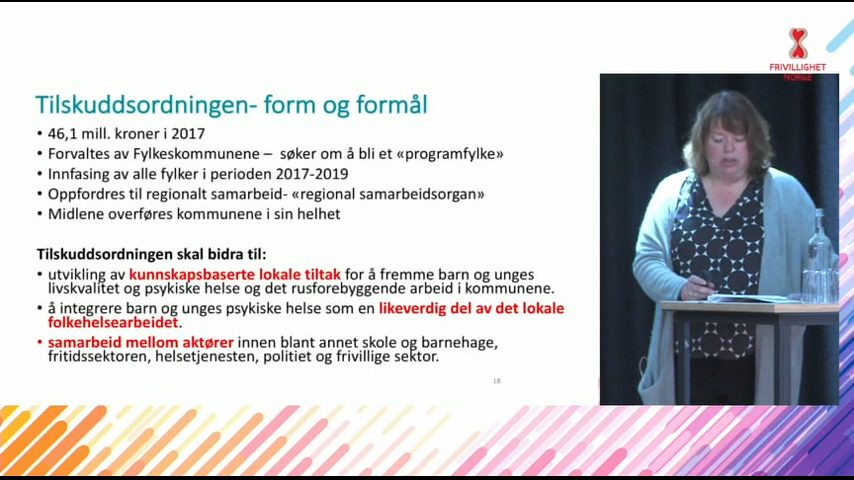 FRIVILLIGHET
NORGE
Tilskuddsordningen- form og formål
• 46,1 mill. kroner i 2017
• Forvaltes av Fylkeskommunene – søker om å bli et «programfylke»
• Innfasing av alle fylker i perioden 2017-2019
• Oppfordres til regionalt samarbeid- «regional samarbeidsorgan»
• Midlene overføres kommunene i sin helhet
Tilskuddsordningen skal bidra til:
• utvikling av kunnskapsbaserte lokale tiltak for å fremme barn og unges
livskvalitet og psykiske helse og det rusforebyggende arbeid i kommunene.
• å integrere barn og unges psykiske helse som en likeverdig del av det lokale
folkehelsearbeidet.
• samarbeid mellom aktører innen blant annet skole og barnehage,
fritidssektoren, helsetjenesten, politiet og frivillige sektor.
18